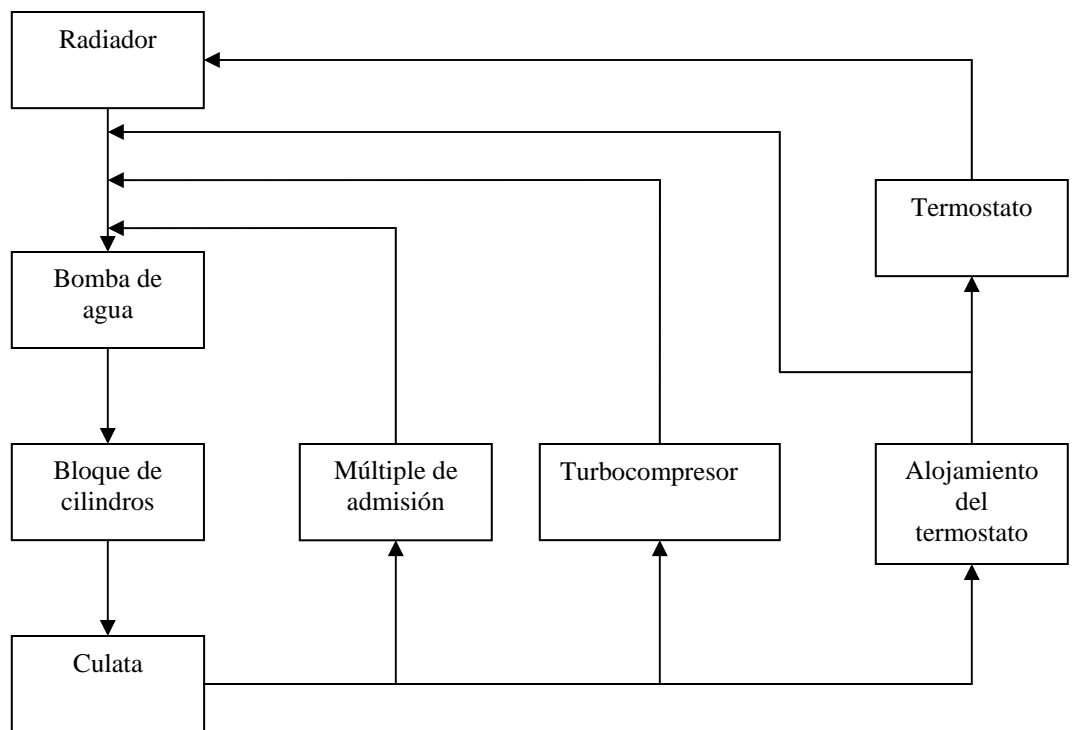 Radiador
Termostato
Bomba de
agua
Bloque de
cilindros
Múltiple de
admisión
Turbocompresor
Alojamiento
del
termostato
Culata